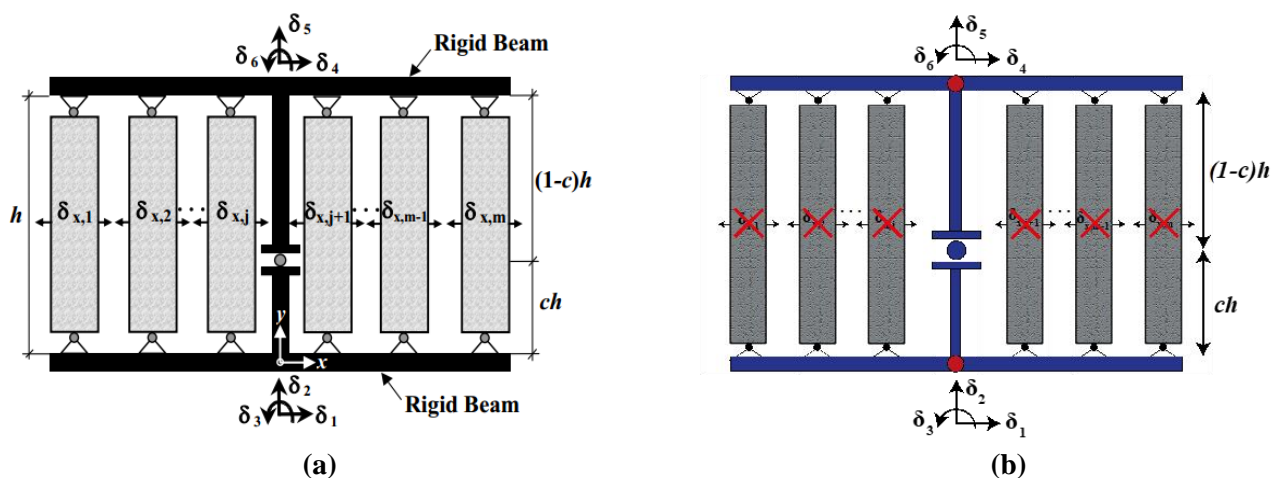 δ5
δ6
δ4
Rigid Beam
h
(1-c)h
δx,1
δx,2
...
δx,j
δx,j+1
...
δx,m-1
δx,m
ch
y
x
δ2
δ3
δ1
Rigid Beam
(a)
δ5
δ6
δ4
(1-c)h
...
...
ch
δ2
δ3
δ1
(b)